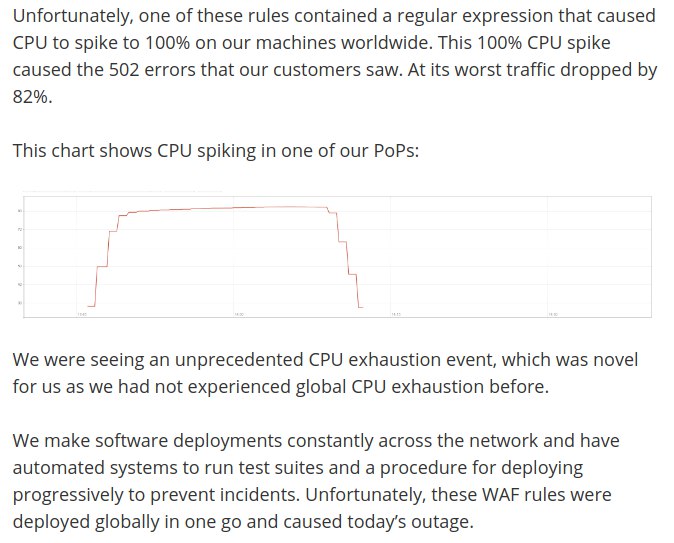 Unfortunately, one of these rules contained a regular expression that caused
CPU to spike to 100% on our machines worldwide. This 100% CPU spike
caused the 502 errors that our customers saw. At its worst traffic dropped by
82%.
This chart shows CPU spiking in one of our PoPs:
We were seeing an unprecedented CPU exhaustion event, which was novel
for us as we had not experienced global CPU exhaustion before.
We make software deployments constantly across the network and have
automated systems to run test suites and a procedure for deploying
progressively to prevent incidents. Unfortunately, these WAF rules were
deployed globally in one go and caused today’s outage.